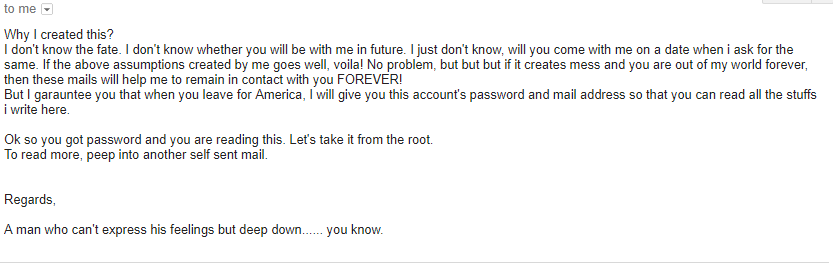 to me
Why I created this?
I don't know the fate. I don't know whether you will be with me in future. I just don't know, will you come with me on a date when i ask for the
same. If the above assumptions created by me goes well, voila! No problem, but but but if it creates mess and you are out of my world forever,
then these mails will help me to remain in contact with you FOREVER!
But I garauntee you that when you leave for America, I will give you this account's password and mail address so that you can read all the stuffs
i write here.
Ok so you got password and you are reading this. Let's take it from the root.
To read more, peep into another self sent mail.
Regards,
A man who can't express his feelings but deep down...... you know.